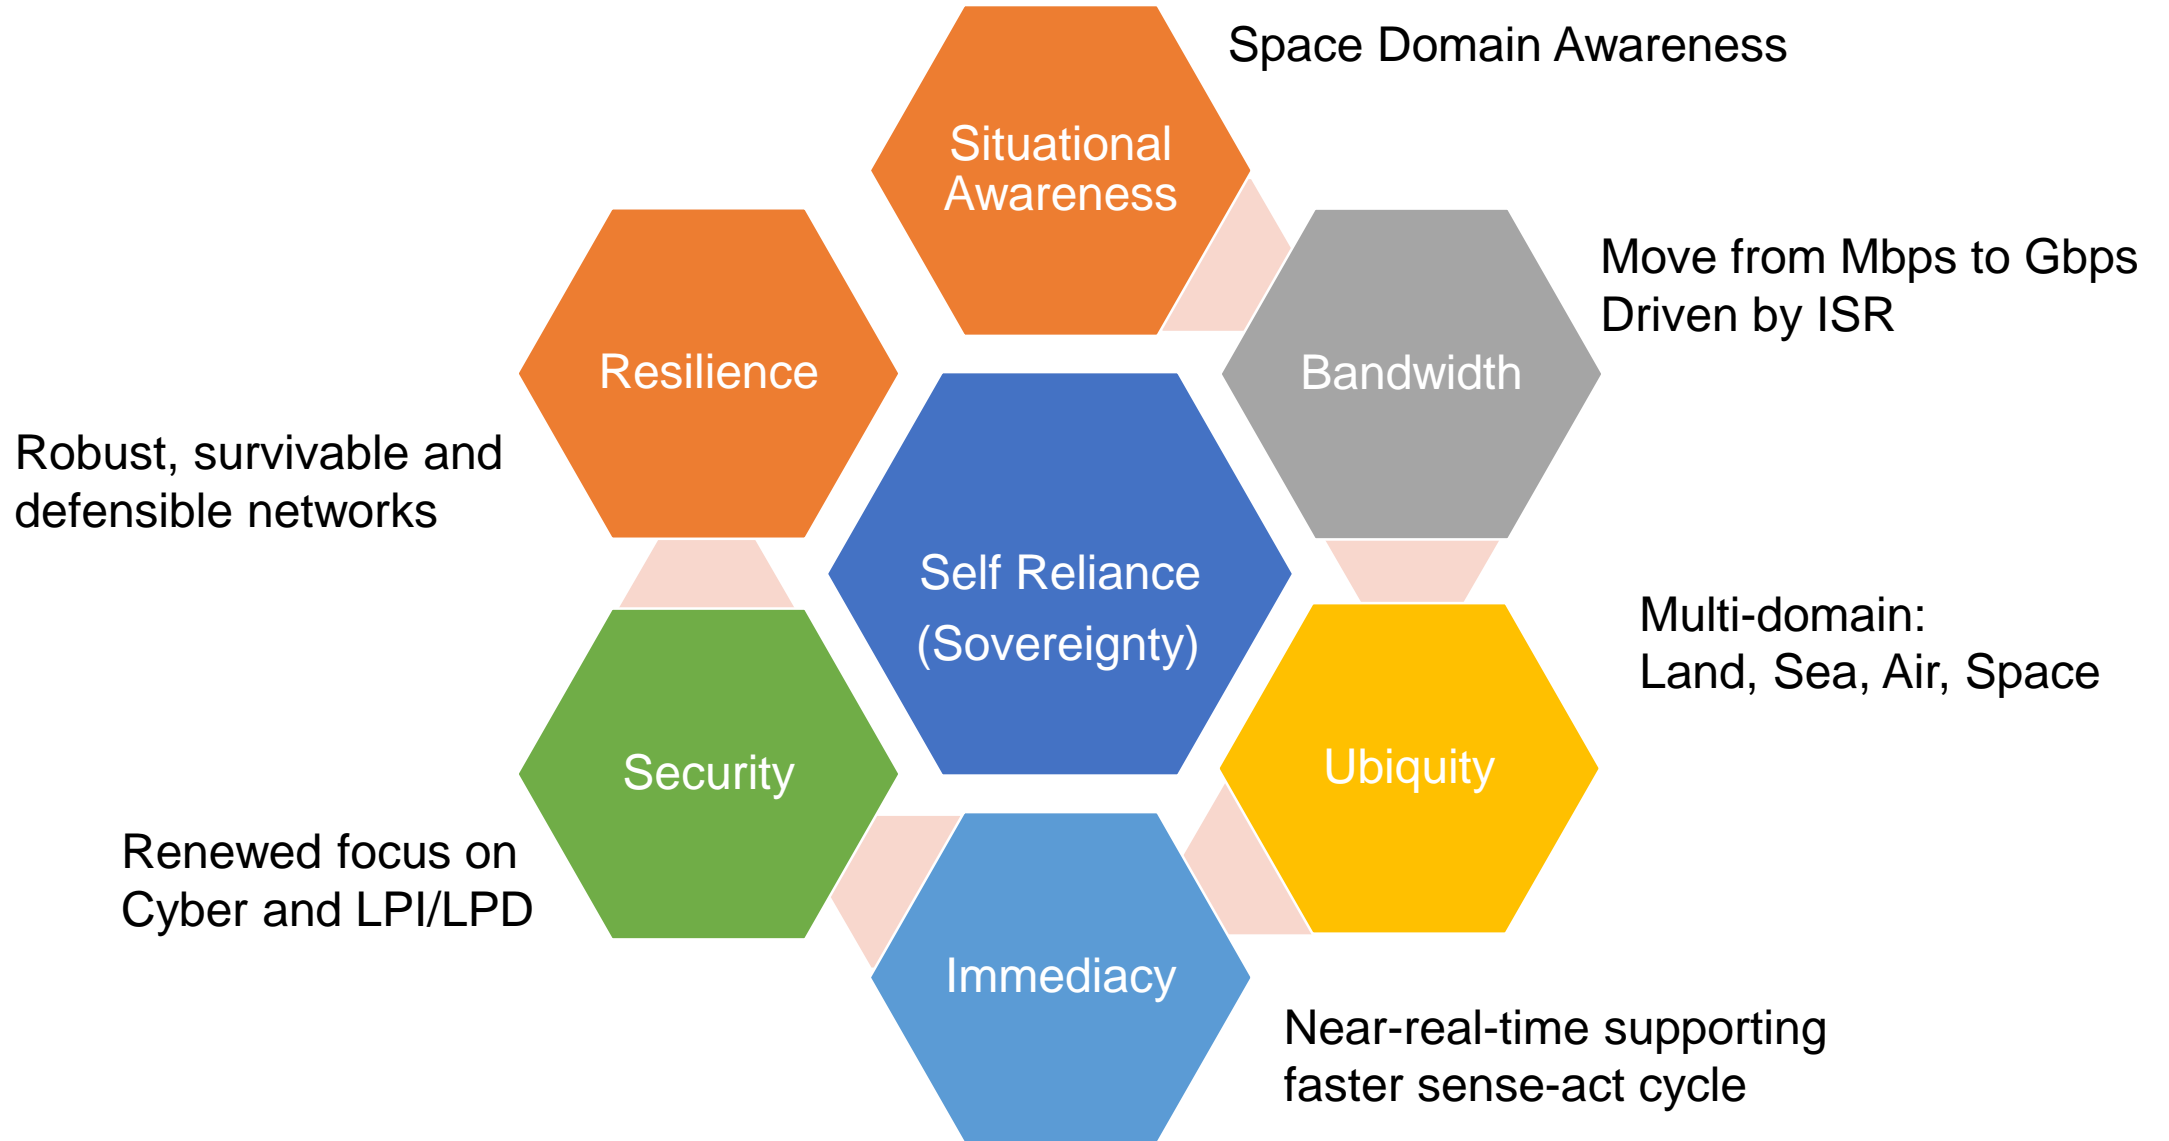 Space Domain Awareness
Situational
Awareness
Move from Mbps to Gbps
Driven by ISR
Bandwidth
Resilience
Robust, survivable and
defensible networks
Self Reliance
(Sovereignty)
Multi-domain:
Land, Sea, Air, Space
Ubiquity
Security
Renewed focus on
Cyber and LPI/LPD
Immediacy
Near-real-time supporting
faster sense-act cycle